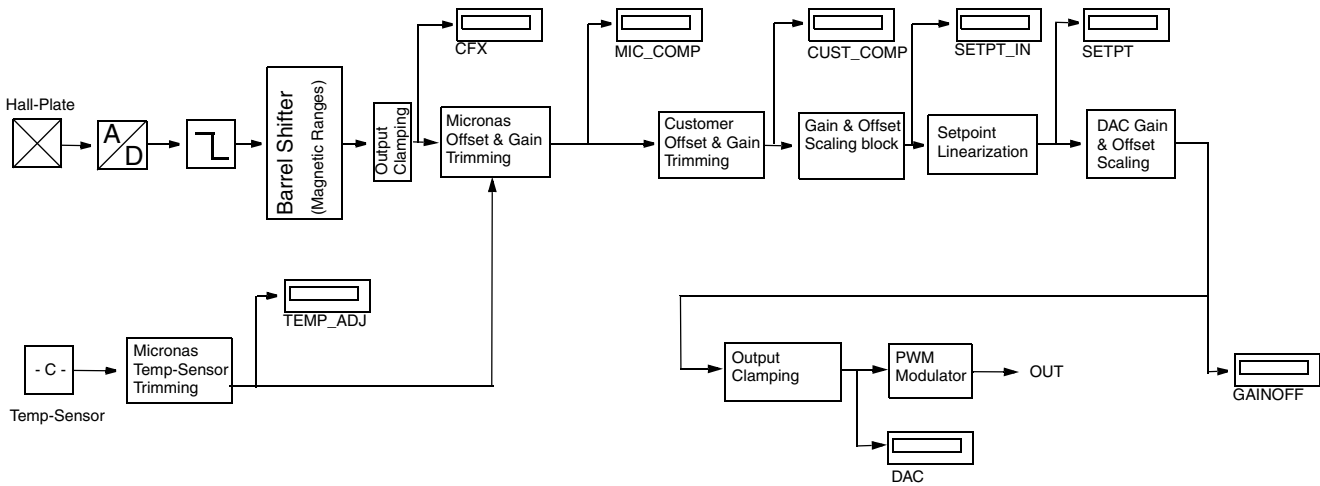 CFX
MIC_COMP
CUST_COMP
SETPT_IN
SETPT
Hall-Plate
A
D
Barrel Shifter
(Magnetic Ranges)
Output
Clamping
Micronas
Offset & Gain
Trimming
Customer
Offset & Gain
Trimming
Gain & Offset
Scaling block
Setpoint
Linearization
DAC Gain
& Offset
Scaling
TEMP_ADJ
- C -
Temp-Sensor
Micronas
Temp-Sensor
Trimming
Output
Clamping
PWM
Modulator
OUT
GAINOFF
DAC